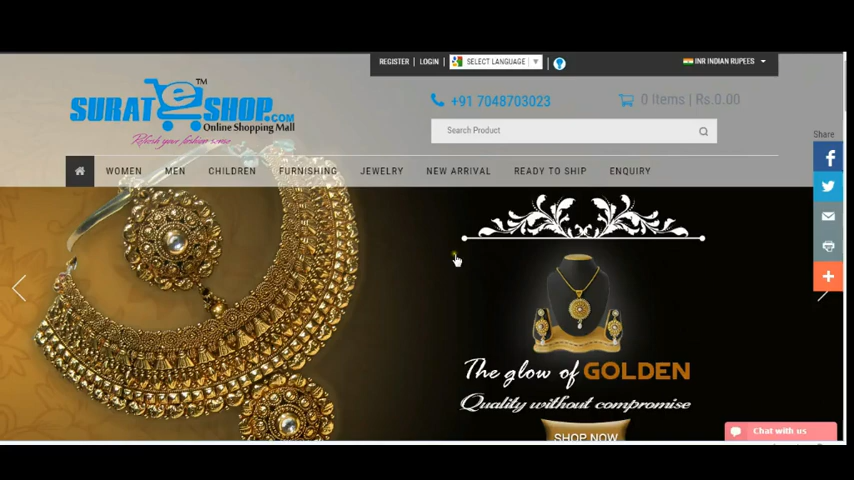 REGISTER LOGIN SELECT LANGUAGE ▼ INR INDIAN RUPEES
SURAT e SHOP.COM ™
Online Shopping Mall
Refresh your fashion sense
+91 7048703023
0 Items | Rs.0.00
Search Product
Share
WOMEN MEN CHILDREN FURNISHING JEWELRY NEW ARRIVAL READY TO SHIP ENQUIRY
The glow of GOLDEN
Quality without compromise
SHOP NOW
Chat with us